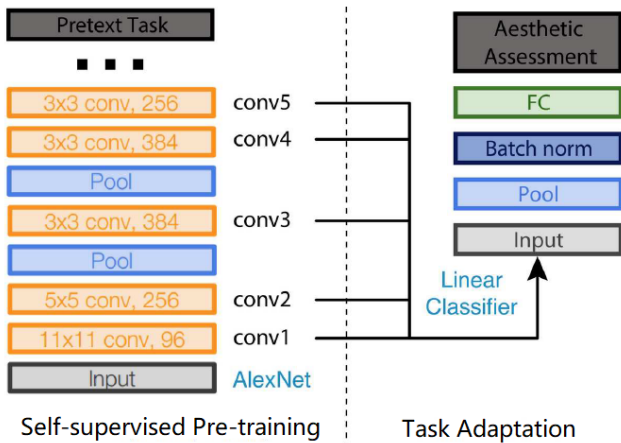 Pretext Task
3x3 conv, 256
conv5
3x3 conv, 384
conv4
Pool
3x3 conv, 384
conv3
Pool
5x5 conv, 256
conv2
11x11 conv, 96
conv1
Input
AlexNet
Self-supervised Pre-training
Aesthetic
Assessment
FC
Batch norm
Pool
Input
Linear
Classifier
Task Adaptation